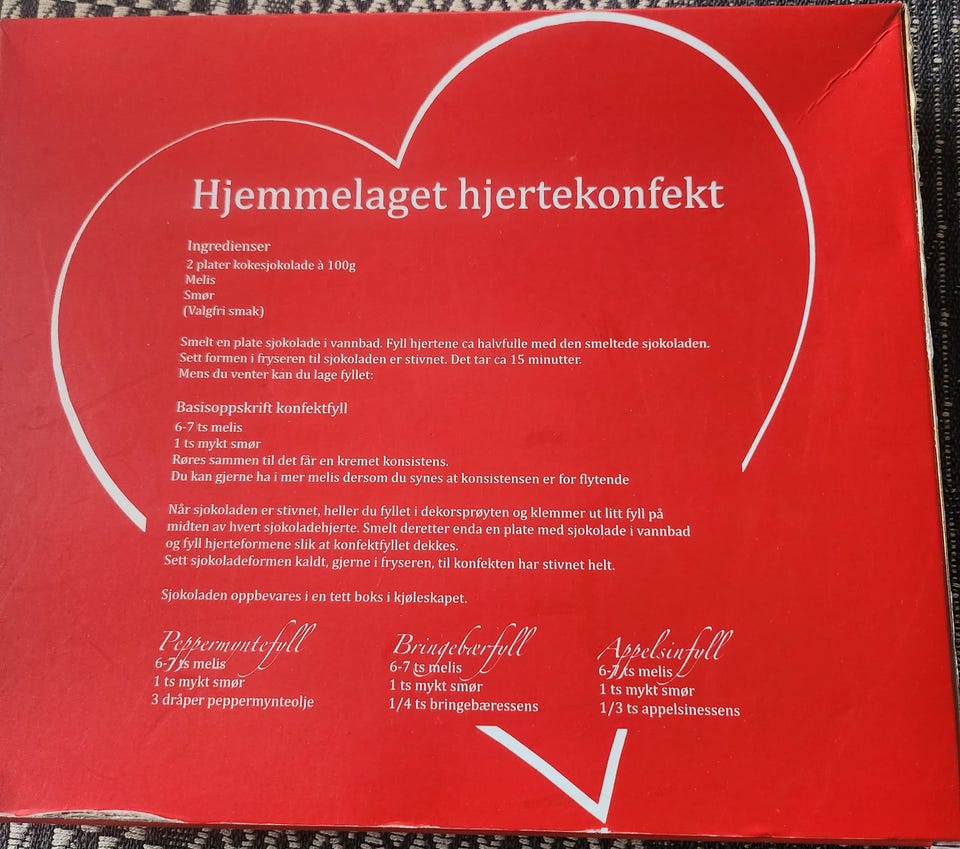 Hjemmelaget hjertekonfekt
Ingredienser
2 plater kokesjokolade à 100g
Melis
Smør
(Valgfri smak)
Smelt en plate sjokolade i vannbad. Fyll hjertene ca halvfulle med den smeltede sjokoladen.
Sett formen i fryseren til sjokoladen er stivnet. Det tar ca 15 minutter.
Mens du venter kan du lage fyllet:
Basisoppskrift konfektfyll
6-7 ts melis
1 ts mykt smør
Røres sammen til det får en kremet konsistens.
Du kan gjerne ha i mer melis dersom du synes at konsistensen er for flytende
Når sjokoladen er stivnet, heller du fyllet i dekorsprøyten og klemmer ut litt fyll på
midten av hvert sjokoladehjerte. Smelt deretter enda en plate med sjokolade i vannbad
og fyll hjerteformene slik at konfektfyllet dekkes.
Sett sjokoladeformen kaldt, gjerne i fryseren, til konfekten har stivnet helt.
Sjokoladen oppbevares i en tett boks i kjøleskapet.
Peppermyntefyll
6-7 ts melis
1 ts mykt smør
3 dråper peppermynteolje
Bringebærfyll
6-7 ts melis
1 ts mykt smør
1/4 ts bringebæressens
Appelsinfyll
6-7 ts melis
1 ts mykt smør
1/3 ts appelsinessens